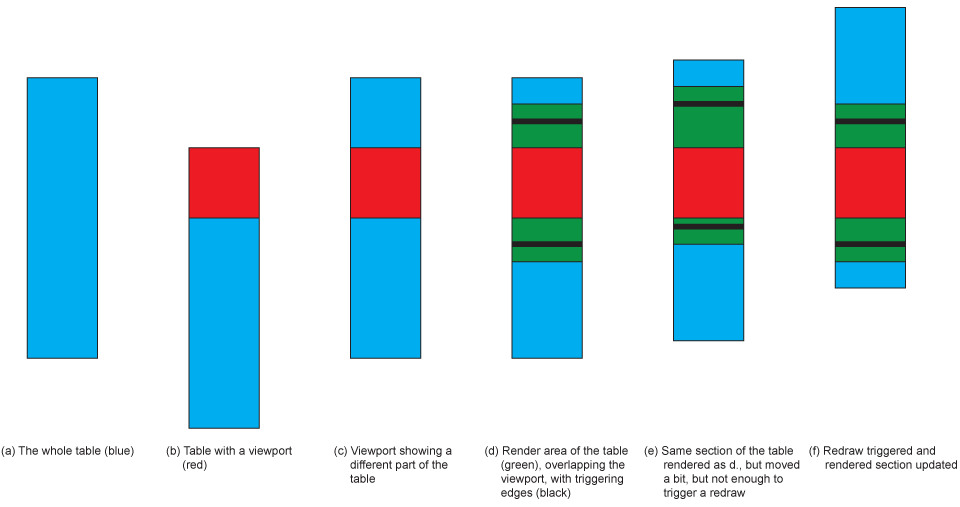 (a) The whole table (blue)
(b) Table with a viewport
(red)
(c) Viewport showing a
different part of the
table
(d) Render area of the table
(green), overlapping the
viewport, with triggering
edges (black)
(e) Same section of the table
rendered as d., but moved
a bit, but not enough to
trigger a redraw
(f) Redraw triggered and
rendered section updated